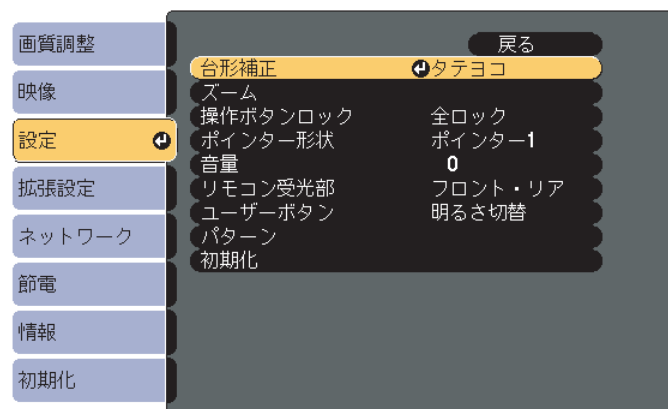 画質調整
映像
設定
拡張設定
ネットワーク
節電
情報
初期化
戻る
台形補正 タテヨコ
ズーム
操作ボタンロック 全ロック
ポインター形状 ポインター1
音量 0
リモコン受光部 フロント・リア
ユーザーボタン 明るさ切替
パターン
初期化